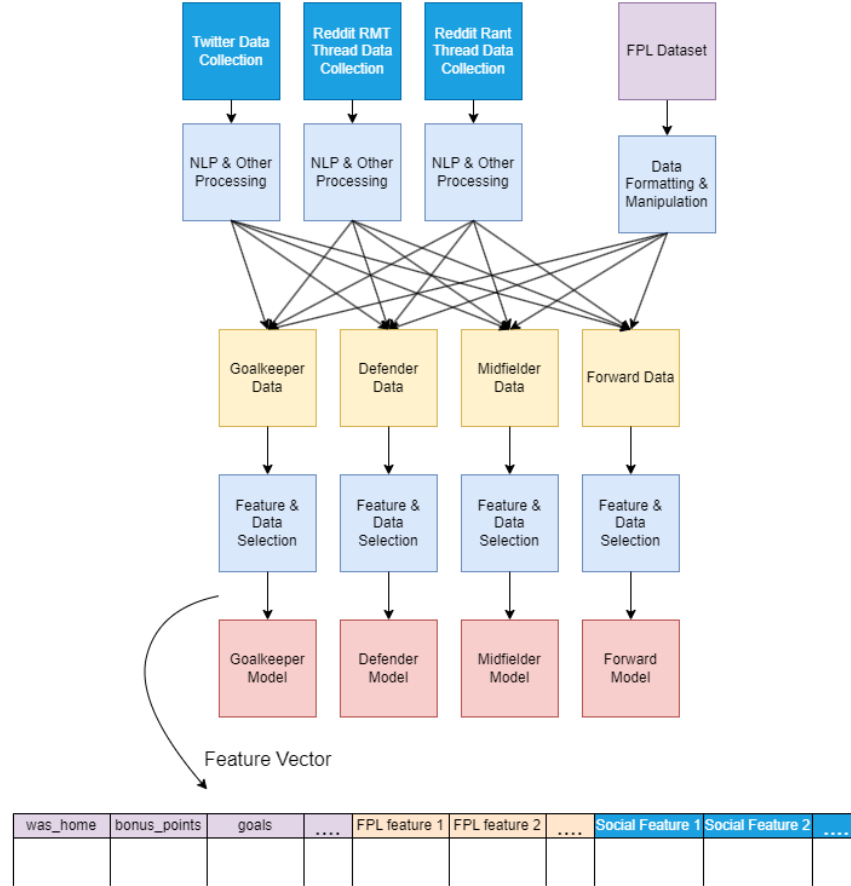 Twitter Data
Collection
Reddit RMT
Thread Data
Collection
Reddit Rant
Thread Data
Collection
FPL Dataset
NLP & Other
Processing
NLP & Other
Processing
NLP & Other
Processing
Data
Formatting &
Manipulation
Goalkeeper
Data
Defender
Data
Midfielder
Data
Forward Data
Feature &
Data
Selection
Feature &
Data
Selection
Feature &
Data
Selection
Feature &
Data
Selection
Goalkeeper
Model
Defender
Model
Midfielder
Model
Forward
Model
Feature Vector
was_home bonus_points goals .... FPL feature 1 FPL feature 2 .... Social Feature 1 Social Feature 2 ....